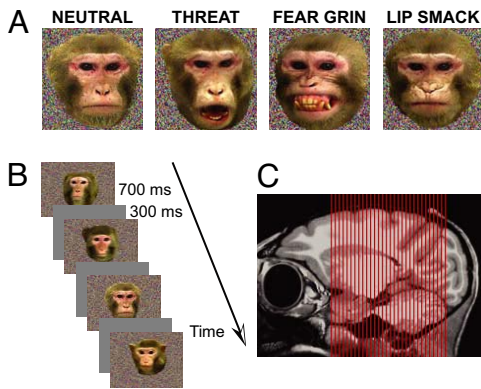 A
NEUTRAL THREAT FEAR GRIN LIP SMACK
B
700 ms
300 ms
Time
C